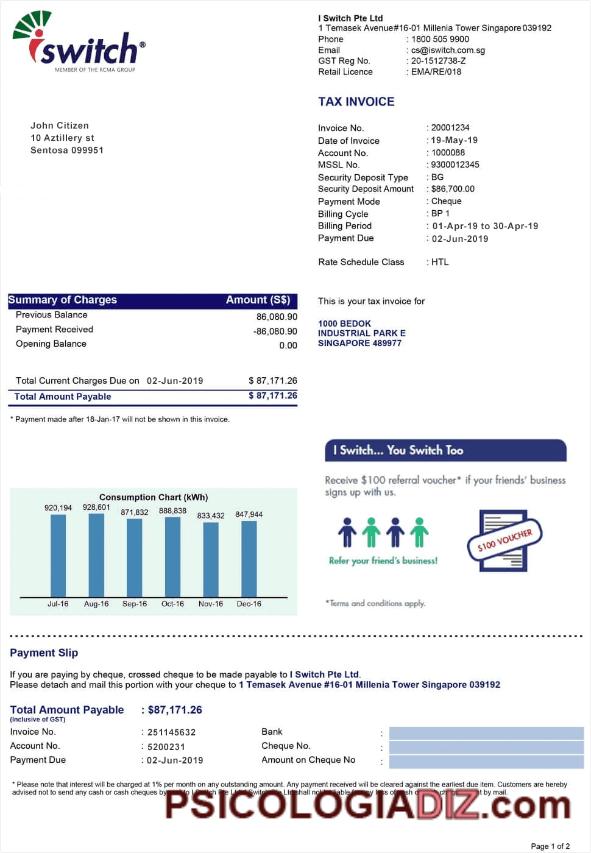 iswitch®
MEMBER OF THE RCMA GROUP
I Switch Pte Ltd
1 Temasek Avenue#16-01 Millenia Tower Singapore 039192
Phone : 1800 505 9900
Email : cs@iswitch.com.sg
GST Reg No. : 20-1512738-Z
Retail Licence : EMA/RE/018
TAX INVOICE
John Citizen
10 Aztillery st
Sentosa 099951
Invoice No. : 20001234
Date of Invoice : 19-May-19
Account No. : 1000088
MSSL No. : 9300012345
Security Deposit Type : BG
Security Deposit Amount : $86,700.00
Payment Mode : Cheque
Billing Cycle : BP 1
Billing Period : 01-Apr-19 to 30-Apr-19
Payment Due : 02-Jun-2019
Rate Schedule Class : HTL
Summary of Charges Amount (S$)
Previous Balance 86,080.90
Payment Received -86,080.90
Opening Balance 0.00
Total Current Charges Due on 02-Jun-2019 $ 87,171.26
Total Amount Payable $ 87,171.26
* Payment made after 18-Jan-17 will not be shown in this invoice.
This is your tax invoice for
1000 BEDOK
INDUSTRIAL PARK E
SINGAPORE 489977
I Switch... You Switch Too
Receive $100 referral voucher* if your friends' business
signs up with us.
$100 VOUCHER
Refer your friend's business!
*Terms and conditions apply.
Consumption Chart (kWh)
920,194 928,601 871,832 888,838 833,432 847,944
Jul-16 Aug-16 Sep-16 Oct-16 Nov-16 Dec-16
Payment Slip
If you are paying by cheque, crossed cheque to be made payable to I Switch Pte Ltd.
Please detach and mail this portion with your cheque to 1 Temasek Avenue #16-01 Millenia Tower Singapore 039192
Total Amount Payable : $87,171.26
(inclusive of GST)
Invoice No. : 251145632
Account No. : 5200231
Payment Due : 02-Jun-2019
Bank :
Cheque No. :
Amount on Cheque No :
* Please note that interest will be charged at 1% per month on any outstanding amount. Any payment received will be cleared against the earliest due item. Customers are hereby
advised not to send any cash or cash cheques by mail.
PSICOLOGIADIZ.com
Page 1 of 2